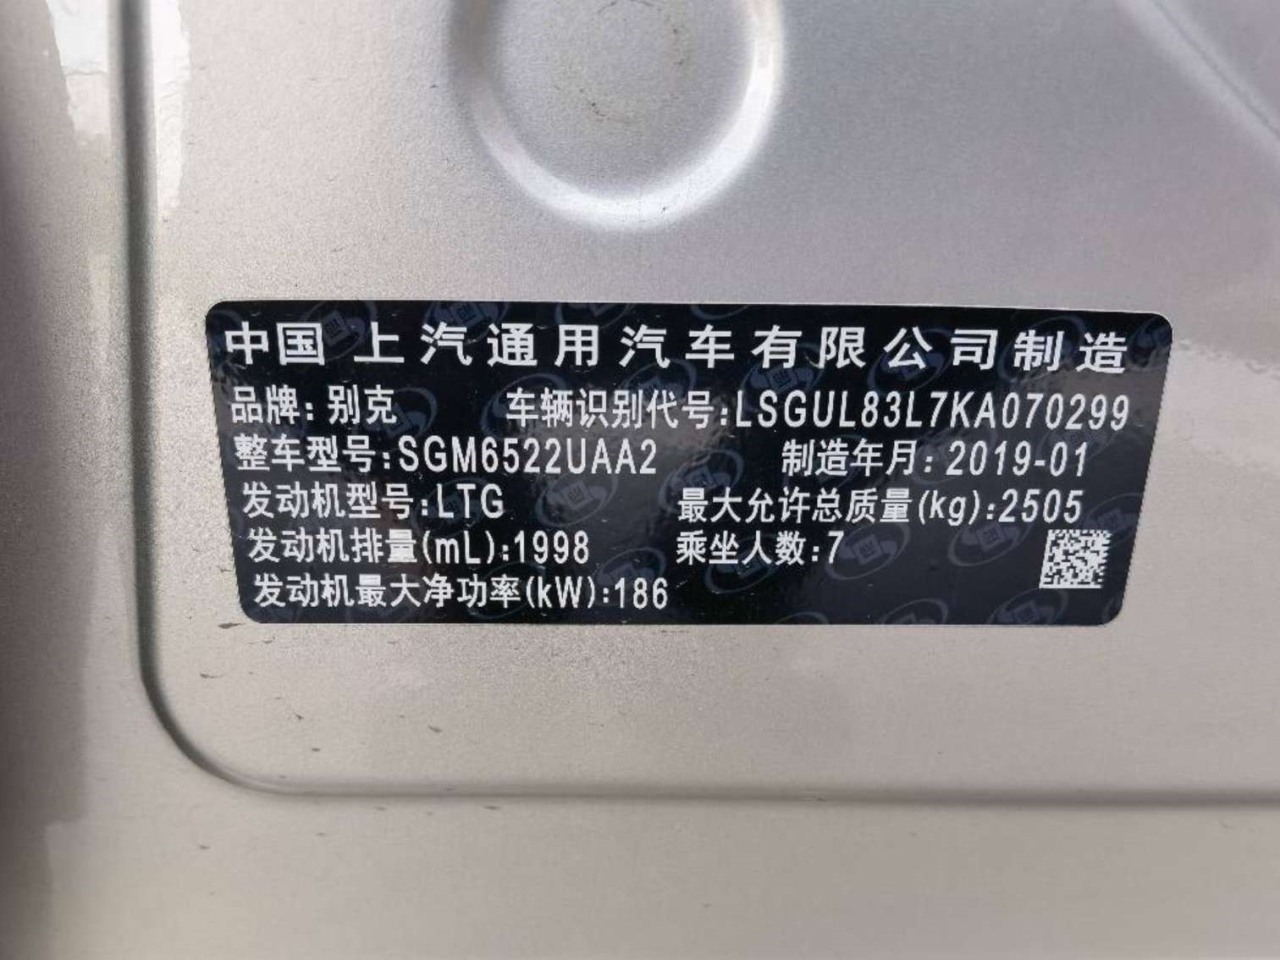 中国 上汽通用汽车有限公司制造
品牌: 别克 车辆识别代号:LSGUL83L7KA070299
整车型号:SGM6522UAA2 制造年月: 2019-01
发动机型号:LTG 最大允许总质量(kg):2505
发动机排量(mL):1998 乘坐人数:7
发动机最大净功率(kW):186